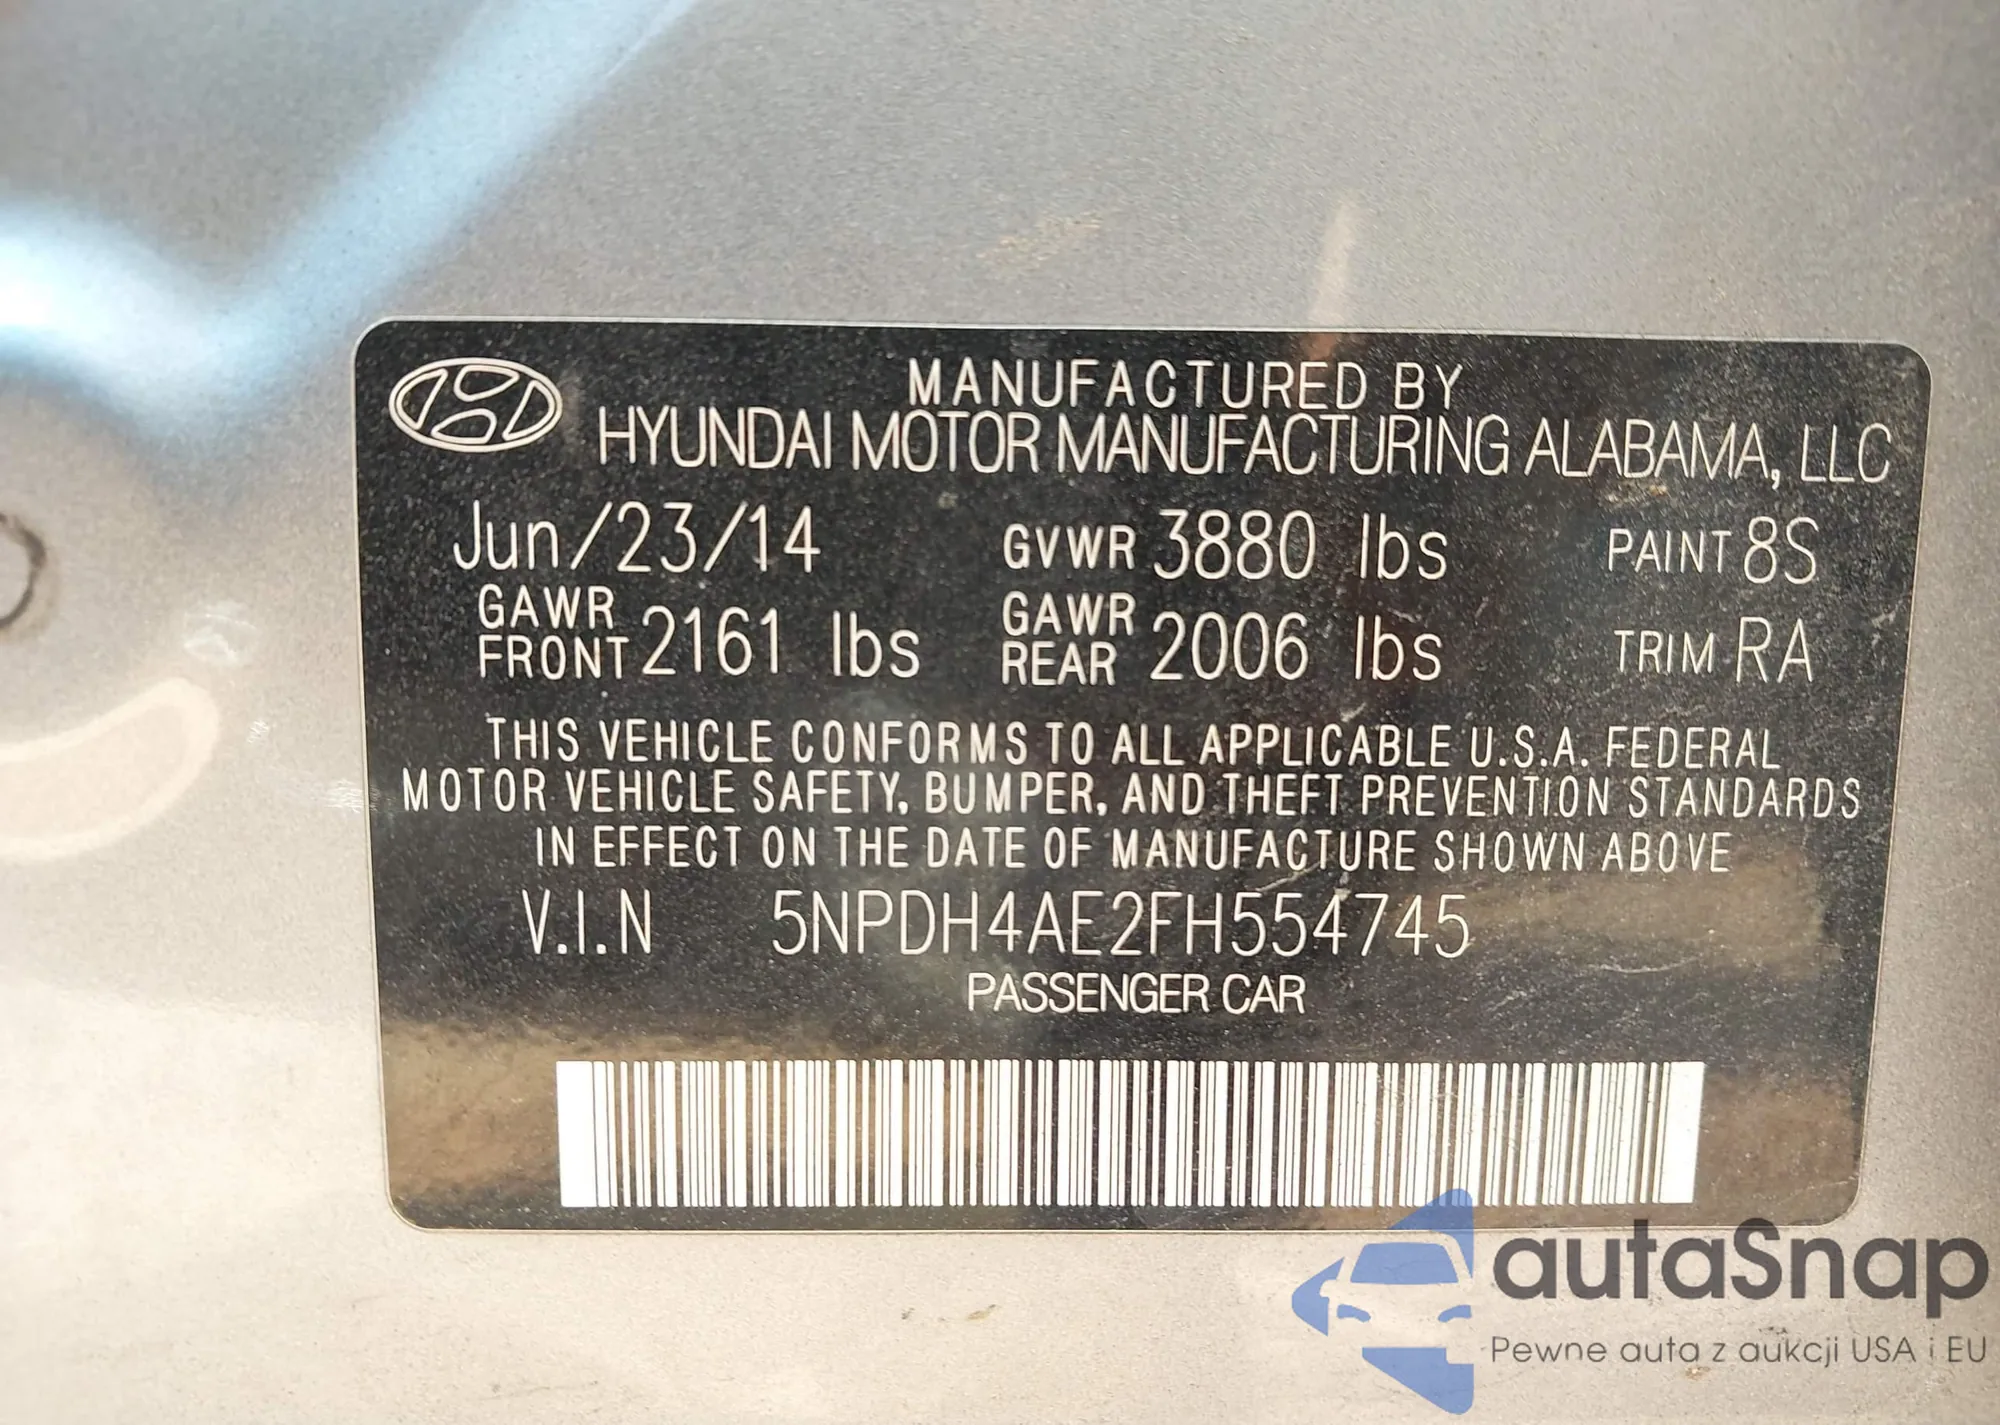 MANUFACTURED BY
HYUNDAI MOTOR MANUFACTURING ALABAMA, LLC
Jun/23/14 GVWR 3880 lbs PAINT 8S
GAWR FRONT 2161 lbs GAWR REAR 2006 lbs TRIM RA
THIS VEHICLE CONFORMS TO ALL APPLICABLE U.S.A. FEDERAL
MOTOR VEHICLE SAFETY, BUMPER, AND THEFT PREVENTION STANDARDS
IN EFFECT ON THE DATE OF MANUFACTURE SHOWN ABOVE
V.I.N 5NPDH4AE2FH554745
PASSENGER CAR
autaSnap
Pewne auta z aukcji USA i EU